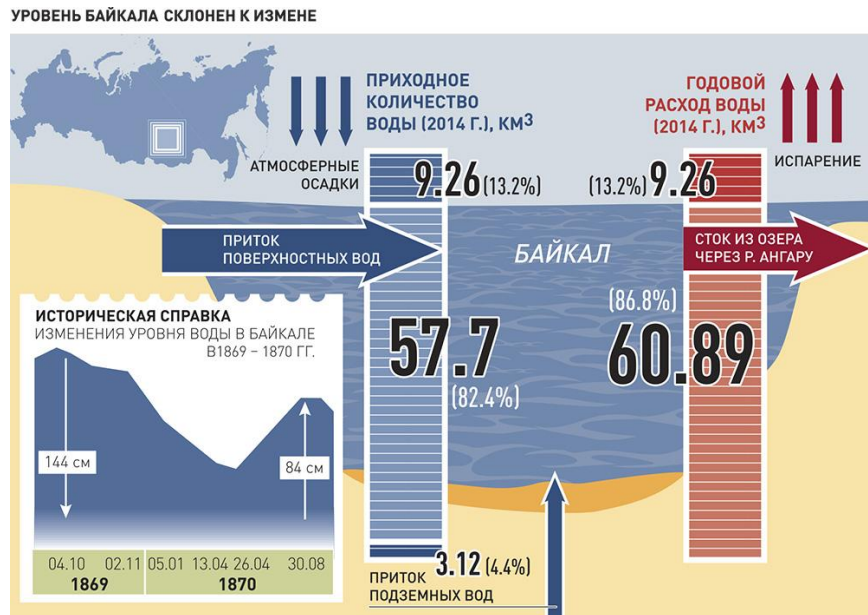 УРОВЕНЬ БАЙКАЛА СКЛОНЕН К ИЗМЕНЕ
ПРИХОДНОЕ
КОЛИЧЕСТВО
ВОДЫ (2014 Г.), КМ3
ГОДОВОЙ
РАСХОД ВОДЫ
(2014 Г.), КМ3
АТМОСФЕРНЫЕ
ОСАДКИ
ИСПАРЕНИЕ
9.26 (13.2%)
(13.2%) 9.26
ПРИТОК
ПОВЕРХНОСТНЫХ ВОД
БАЙКАЛ
СТОК ИЗ ОЗЕРА
ЧЕРЕЗ Р. АНГАРУ
57.7
(82.4%)
(86.8%)
60.89
ИСТОРИЧЕСКАЯ СПРАВКА
ИЗМЕНЕНИЯ УРОВНЯ ВОДЫ В БАЙКАЛЕ
В1869 – 1870 ГГ.
144 см
84 см
04.10 02.11 05.01 13.04 26.04 30.08
1869 1870
3.12 (4.4%)
ПРИТОК
ПОДЗЕМНЫХ ВОД